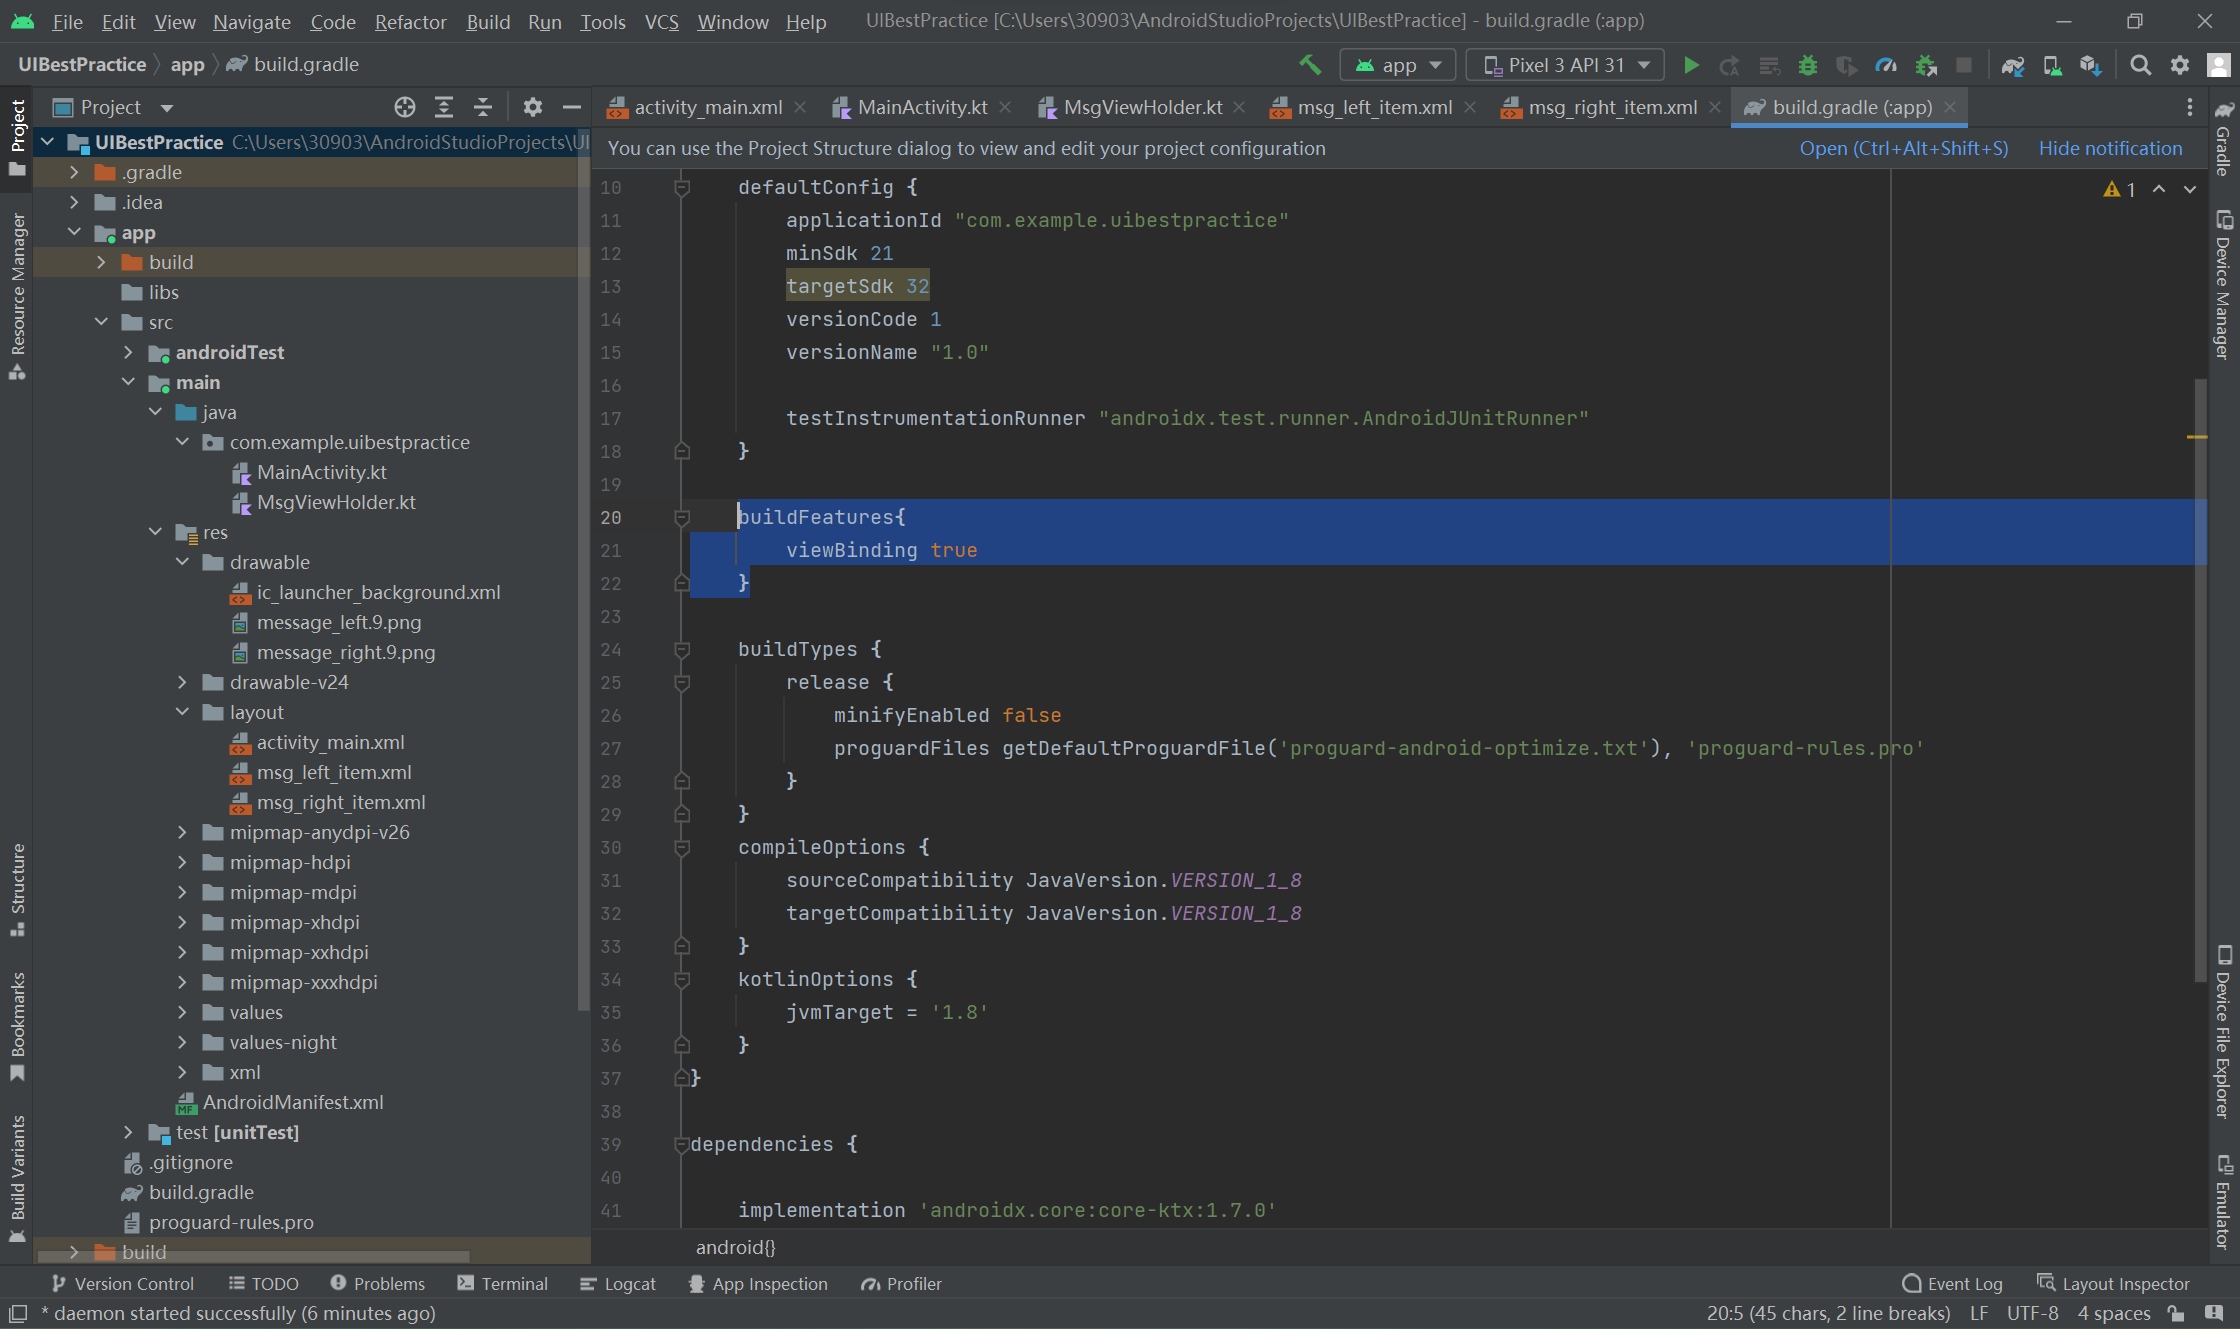 File Edit View Navigate Code Refactor Build Run Tools VCS Window Help UIBestPractice [C:\Users\30903\AndroidStudioProjects\UIBestPractice] - build.gradle (:app)
UIBestPractice app build.gradle app Pixel 3 API 31
Project
activity_main.xml MainActivity.kt MsgViewHolder.kt msg_left_item.xml msg_right_item.xml build.gradle (:app)
You can use the Project Structure dialog to view and edit your project configuration Open (Ctrl+Alt+Shift+S) Hide notification
Project
Resource Manager
Structure
Bookmarks
Build Variants
UIBestPractice C:\Users\30903\AndroidStudioProjects\UI
.gradle
.idea
app
build
libs
src
androidTest
main
java
com.example.uibestpractice
MainActivity.kt
MsgViewHolder.kt
res
drawable
ic_launcher_background.xml
message_left.9.png
message_right.9.png
drawable-v24
layout
activity_main.xml
msg_left_item.xml
msg_right_item.xml
mipmap-anydpi-v26
mipmap-hdpi
mipmap-mdpi
mipmap-xhdpi
mipmap-xxhdpi
mipmap-xxxhdpi
values
values-night
xml
AndroidManifest.xml
test [unitTest]
.gitignore
build.gradle
proguard-rules.pro
build
10 defaultConfig {
11 applicationId "com.example.uibestpractice"
12 minSdk 21
13 targetSdk 32
14 versionCode 1
15 versionName "1.0"
16
17 testInstrumentationRunner "androidx.test.runner.AndroidJUnitRunner"
18 }
19
20 buildFeatures{
21 viewBinding true
22 }
23
24 buildTypes {
25 release {
26 minifyEnabled false
27 proguardFiles getDefaultProguardFile('proguard-android-optimize.txt'), 'proguard-rules.pro'
28 }
29 }
30 compileOptions {
31 sourceCompatibility JavaVersion.VERSION_1_8
32 targetCompatibility JavaVersion.VERSION_1_8
33 }
34 kotlinOptions {
35 jvmTarget = '1.8'
36 }
37 }
38
39 dependencies {
40
41 implementation 'androidx.core:core-ktx:1.7.0'
1
android{}
Gradle
Device Manager
Device File Explorer
Emulator
Version Control TODO Problems Terminal Logcat App Inspection Profiler Event Log Layout Inspector
* daemon started successfully (6 minutes ago) 20:5 (45 chars, 2 line breaks) LF UTF-8 4 spaces